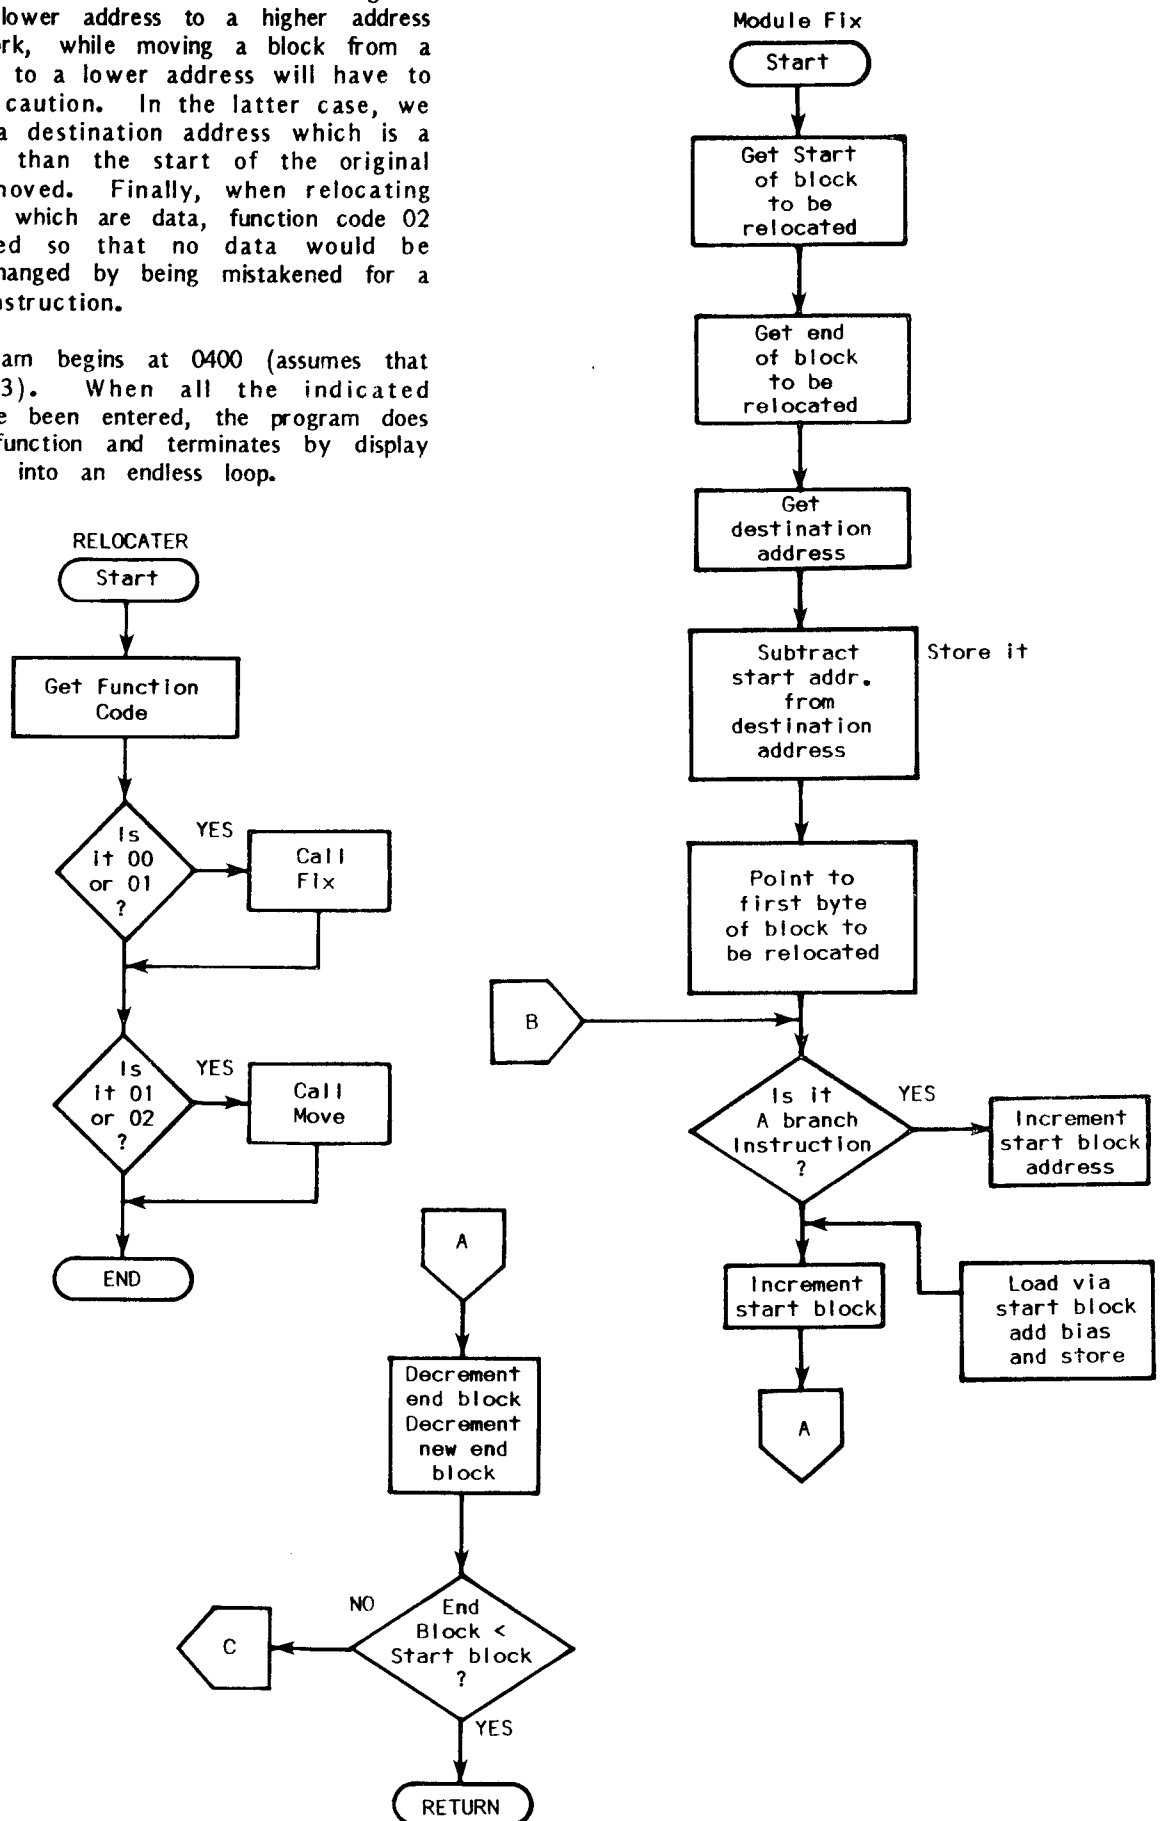 lower address to a higher address
rk, while moving a block from a
to a lower address will have to
caution. In the latter case, we
a destination address which is a
than the start of the original
moved. Finally, when relocating
which are data, function code 02
ed so that no data would be
hanged by being mistakened for a
nstruction.
am begins at 0400 (assumes that
3). When all the indicated
e been entered, the program does
function and terminates by display
into an endless loop.
RELOCATER
Start
Get Function
Code
Is
it 00
or 01
?
YES
Call
Fix
Is
it 01
or 02
?
YES
Call
Move
END
A
Decrement
end block
Decrement
new end
block
End
Block <
Start block
?
NO
C
YES
RETURN
Module Fix
Start
Get Start
of block
to be
relocated
Get end
of block
to be
relocated
Get
destination
address
Subtract
start addr.
from
destination
address
Store it
Point to
first byte
of block to
be relocated
B
Is it
A branch
Instruction
?
YES
Increment
start block
address
Load via
start block
add bias
and store
Increment
start block
A